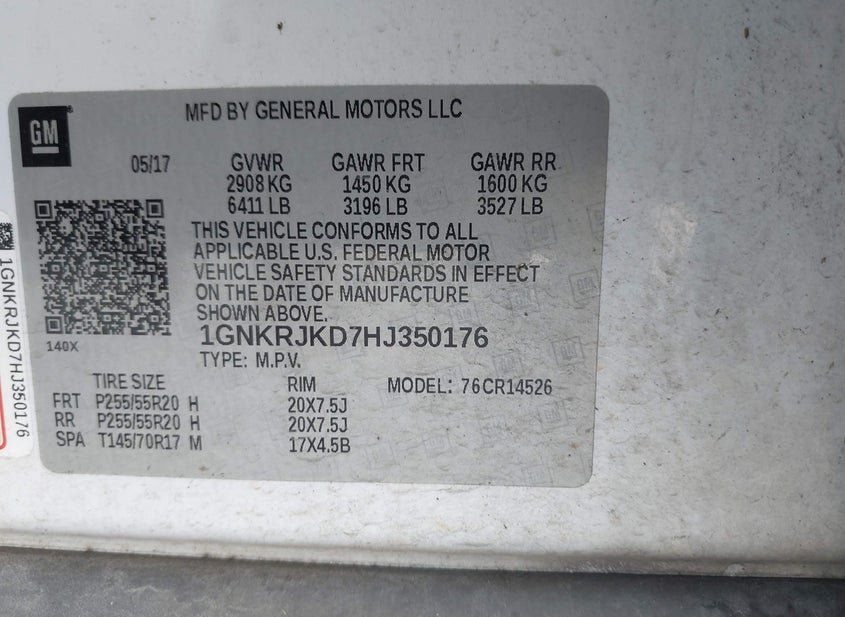 GM
MFD BY GENERAL MOTORS LLC
05/17 GVWR GAWR FRT GAWR RR
2908 KG 1450 KG 1600 KG
6411 LB 3196 LB 3527 LB
THIS VEHICLE CONFORMS TO ALL
APPLICABLE U.S. FEDERAL MOTOR
VEHICLE SAFETY STANDARDS IN EFFECT
ON THE DATE OF MANUFACTURE
SHOWN ABOVE.
1GNKRJKD7HJ350176
140X
TYPE: M.P.V.
TIRE SIZE RIM MODEL: 76CR14526
FRT P255/55R20 H 20X7.5J
RR P255/55R20 H 20X7.5J
SPA T145/70R17 M 17X4.5B
1GNKRJKD7HJ350176